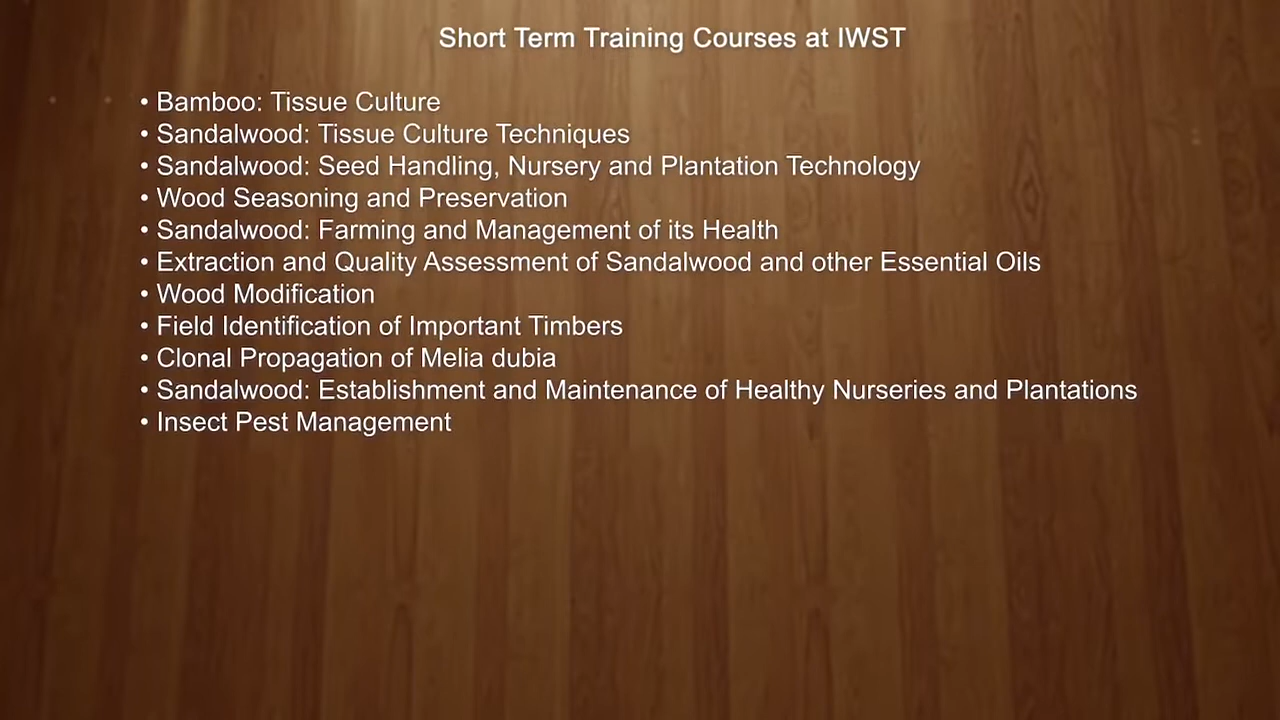 Short Term Training Courses at IWST
• Bamboo: Tissue Culture
• Sandalwood: Tissue Culture Techniques
• Sandalwood: Seed Handling, Nursery and Plantation Technology
• Wood Seasoning and Preservation
• Sandalwood: Farming and Management of its Health
• Extraction and Quality Assessment of Sandalwood and other Essential Oils
• Wood Modification
• Field Identification of Important Timbers
• Clonal Propagation of Melia dubia
• Sandalwood: Establishment and Maintenance of Healthy Nurseries and Plantations
• Insect Pest Management